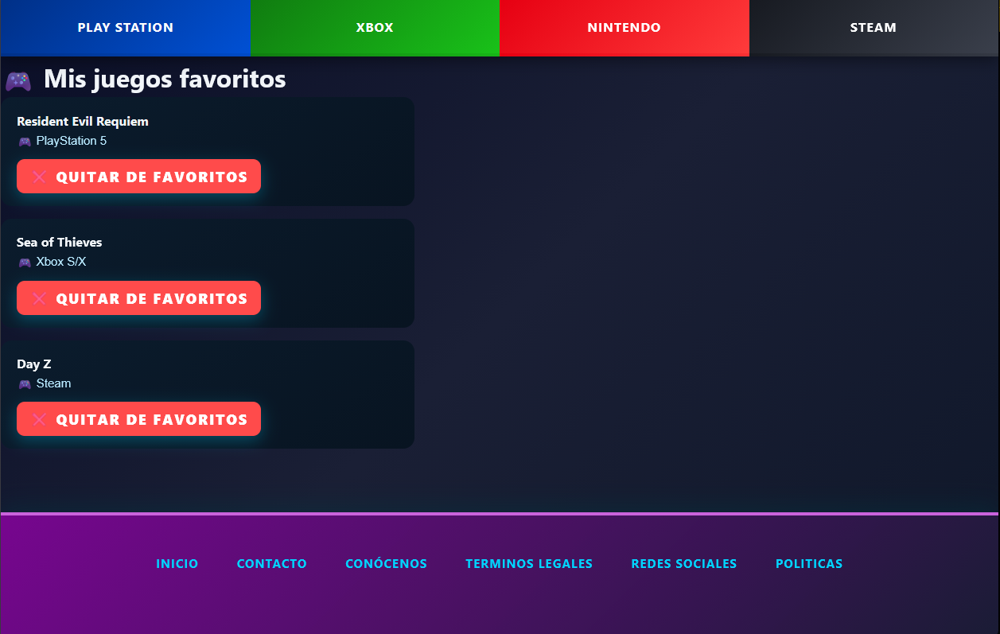 PLAY STATION XBOX NINTENDO STEAM
🎮 Mis juegos favoritos
Resident Evil Requiem
🎮 PlayStation 5
❌ QUITAR DE FAVORITOS
Sea of Thieves
🎮 Xbox S/X
❌ QUITAR DE FAVORITOS
Day Z
🎮 Steam
❌ QUITAR DE FAVORITOS
INICIO CONTACTO CONÓCENOS TERMINOS LEGALES REDES SOCIALES POLITICAS